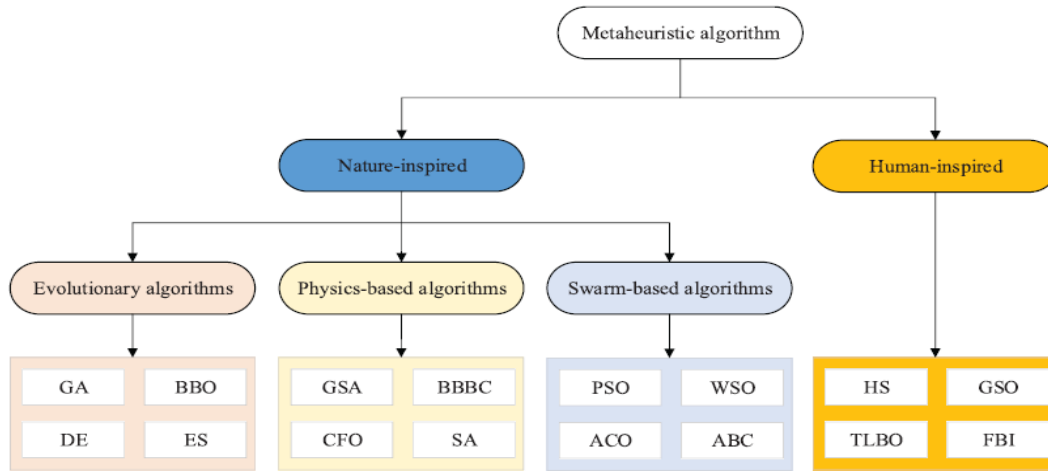 Metaheuristic algorithm
Nature-inspired
Human-inspired
Evolutionary algorithms
Physics-based algorithms
Swarm-based algorithms
GA
BBO
DE
ES
GSA
BBBC
CFO
SA
PSO
WSO
ACO
ABC
HS
GSO
TLBO
FBI